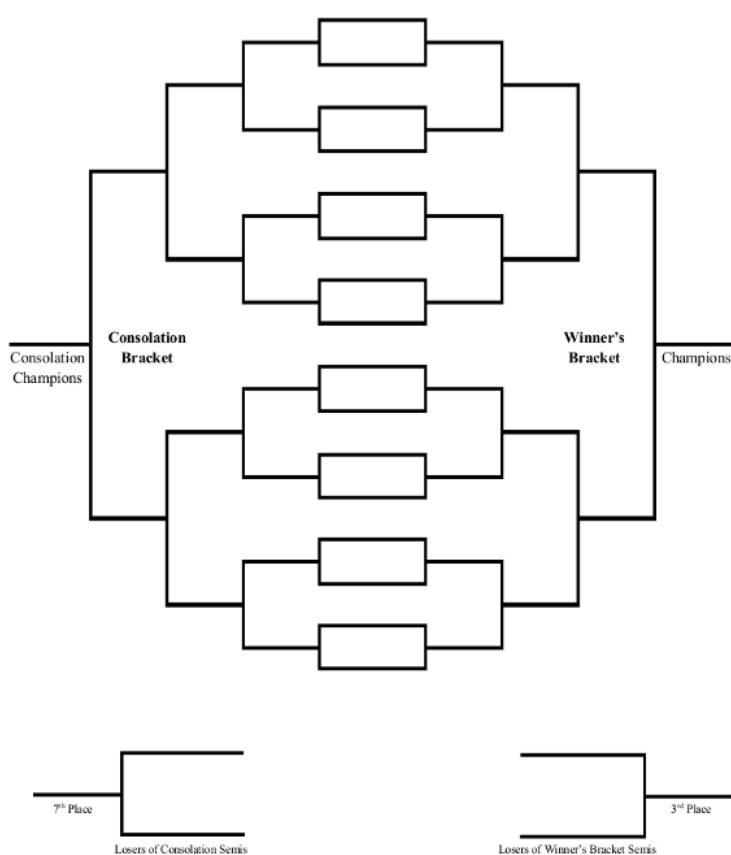 Consolation
Bracket
Winner's
Bracket
Consolation
Champions
Champions
7th Place
3rd Place
Losers of Consolation Semis
Losers of Winner's Bracket Semis